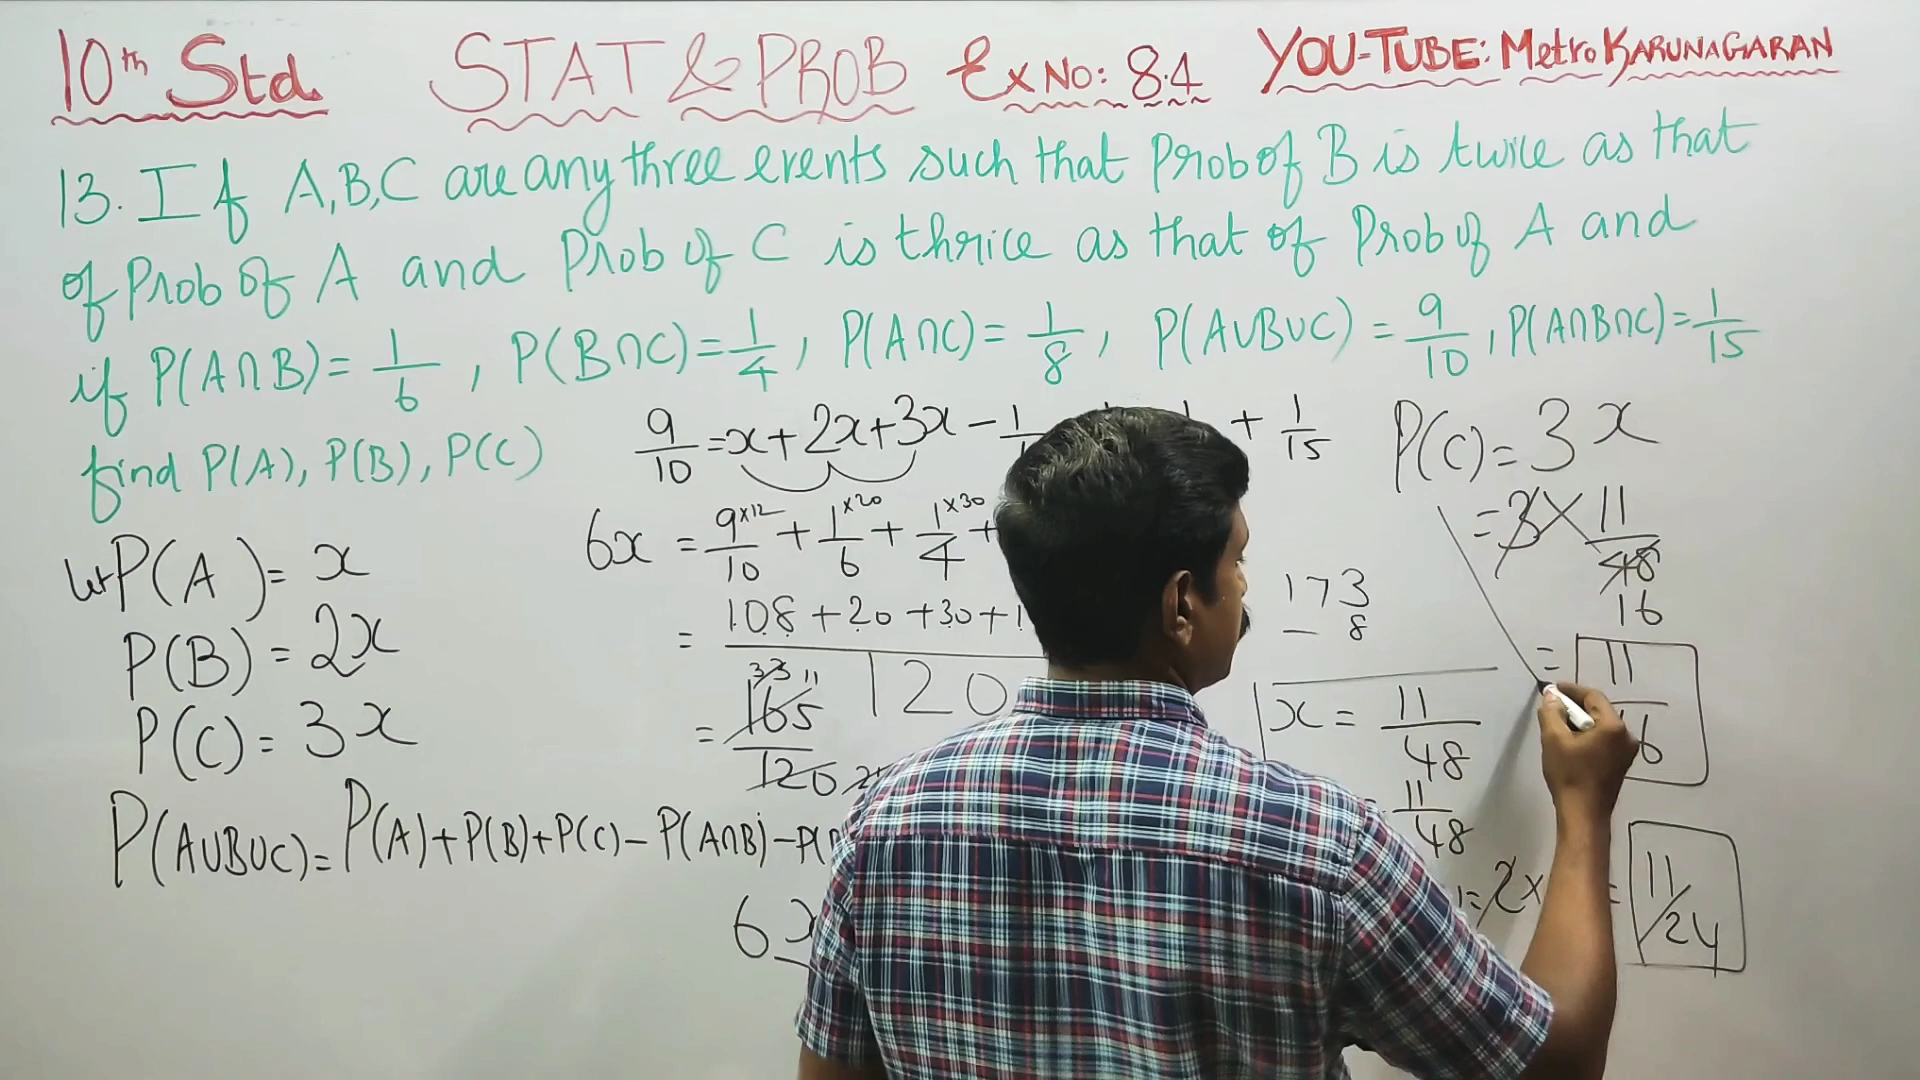 10th Std. STAT & PROB Ex No: 8.4 YOU-TUBE: Metro KARUNAGARAN
13. If A,B,C are any three events such that Prob of B is twice as that
of Prob of A and Prob of C is thrice as that of Prob of A and
if P(A∩B)= 1/6 , P(B∩C)= 1/4 , P(A∩C)= 1/8 , P(A∪B∪C) = 9/10 , P(A∩B∩C)= 1/15
find P(A), P(B), P(C)
let P(A)= x
P(B) = 2x
P(C)= 3x
P(A∪B∪C)= P(A)+P(B)+P(C)- P(A∩B)-P(
9/10 = x+2x+3x- + 1/15
6x = 9×12/10 + 1×20/6 + 1×30/4 +
= 108+20+30+1
120
= 165/120 33 11
6x
173
- 8
x = 11/48
11/48
= 2x = 11/24
P(C)= 3x
= 3 × 11/48
16
= 11/ 6